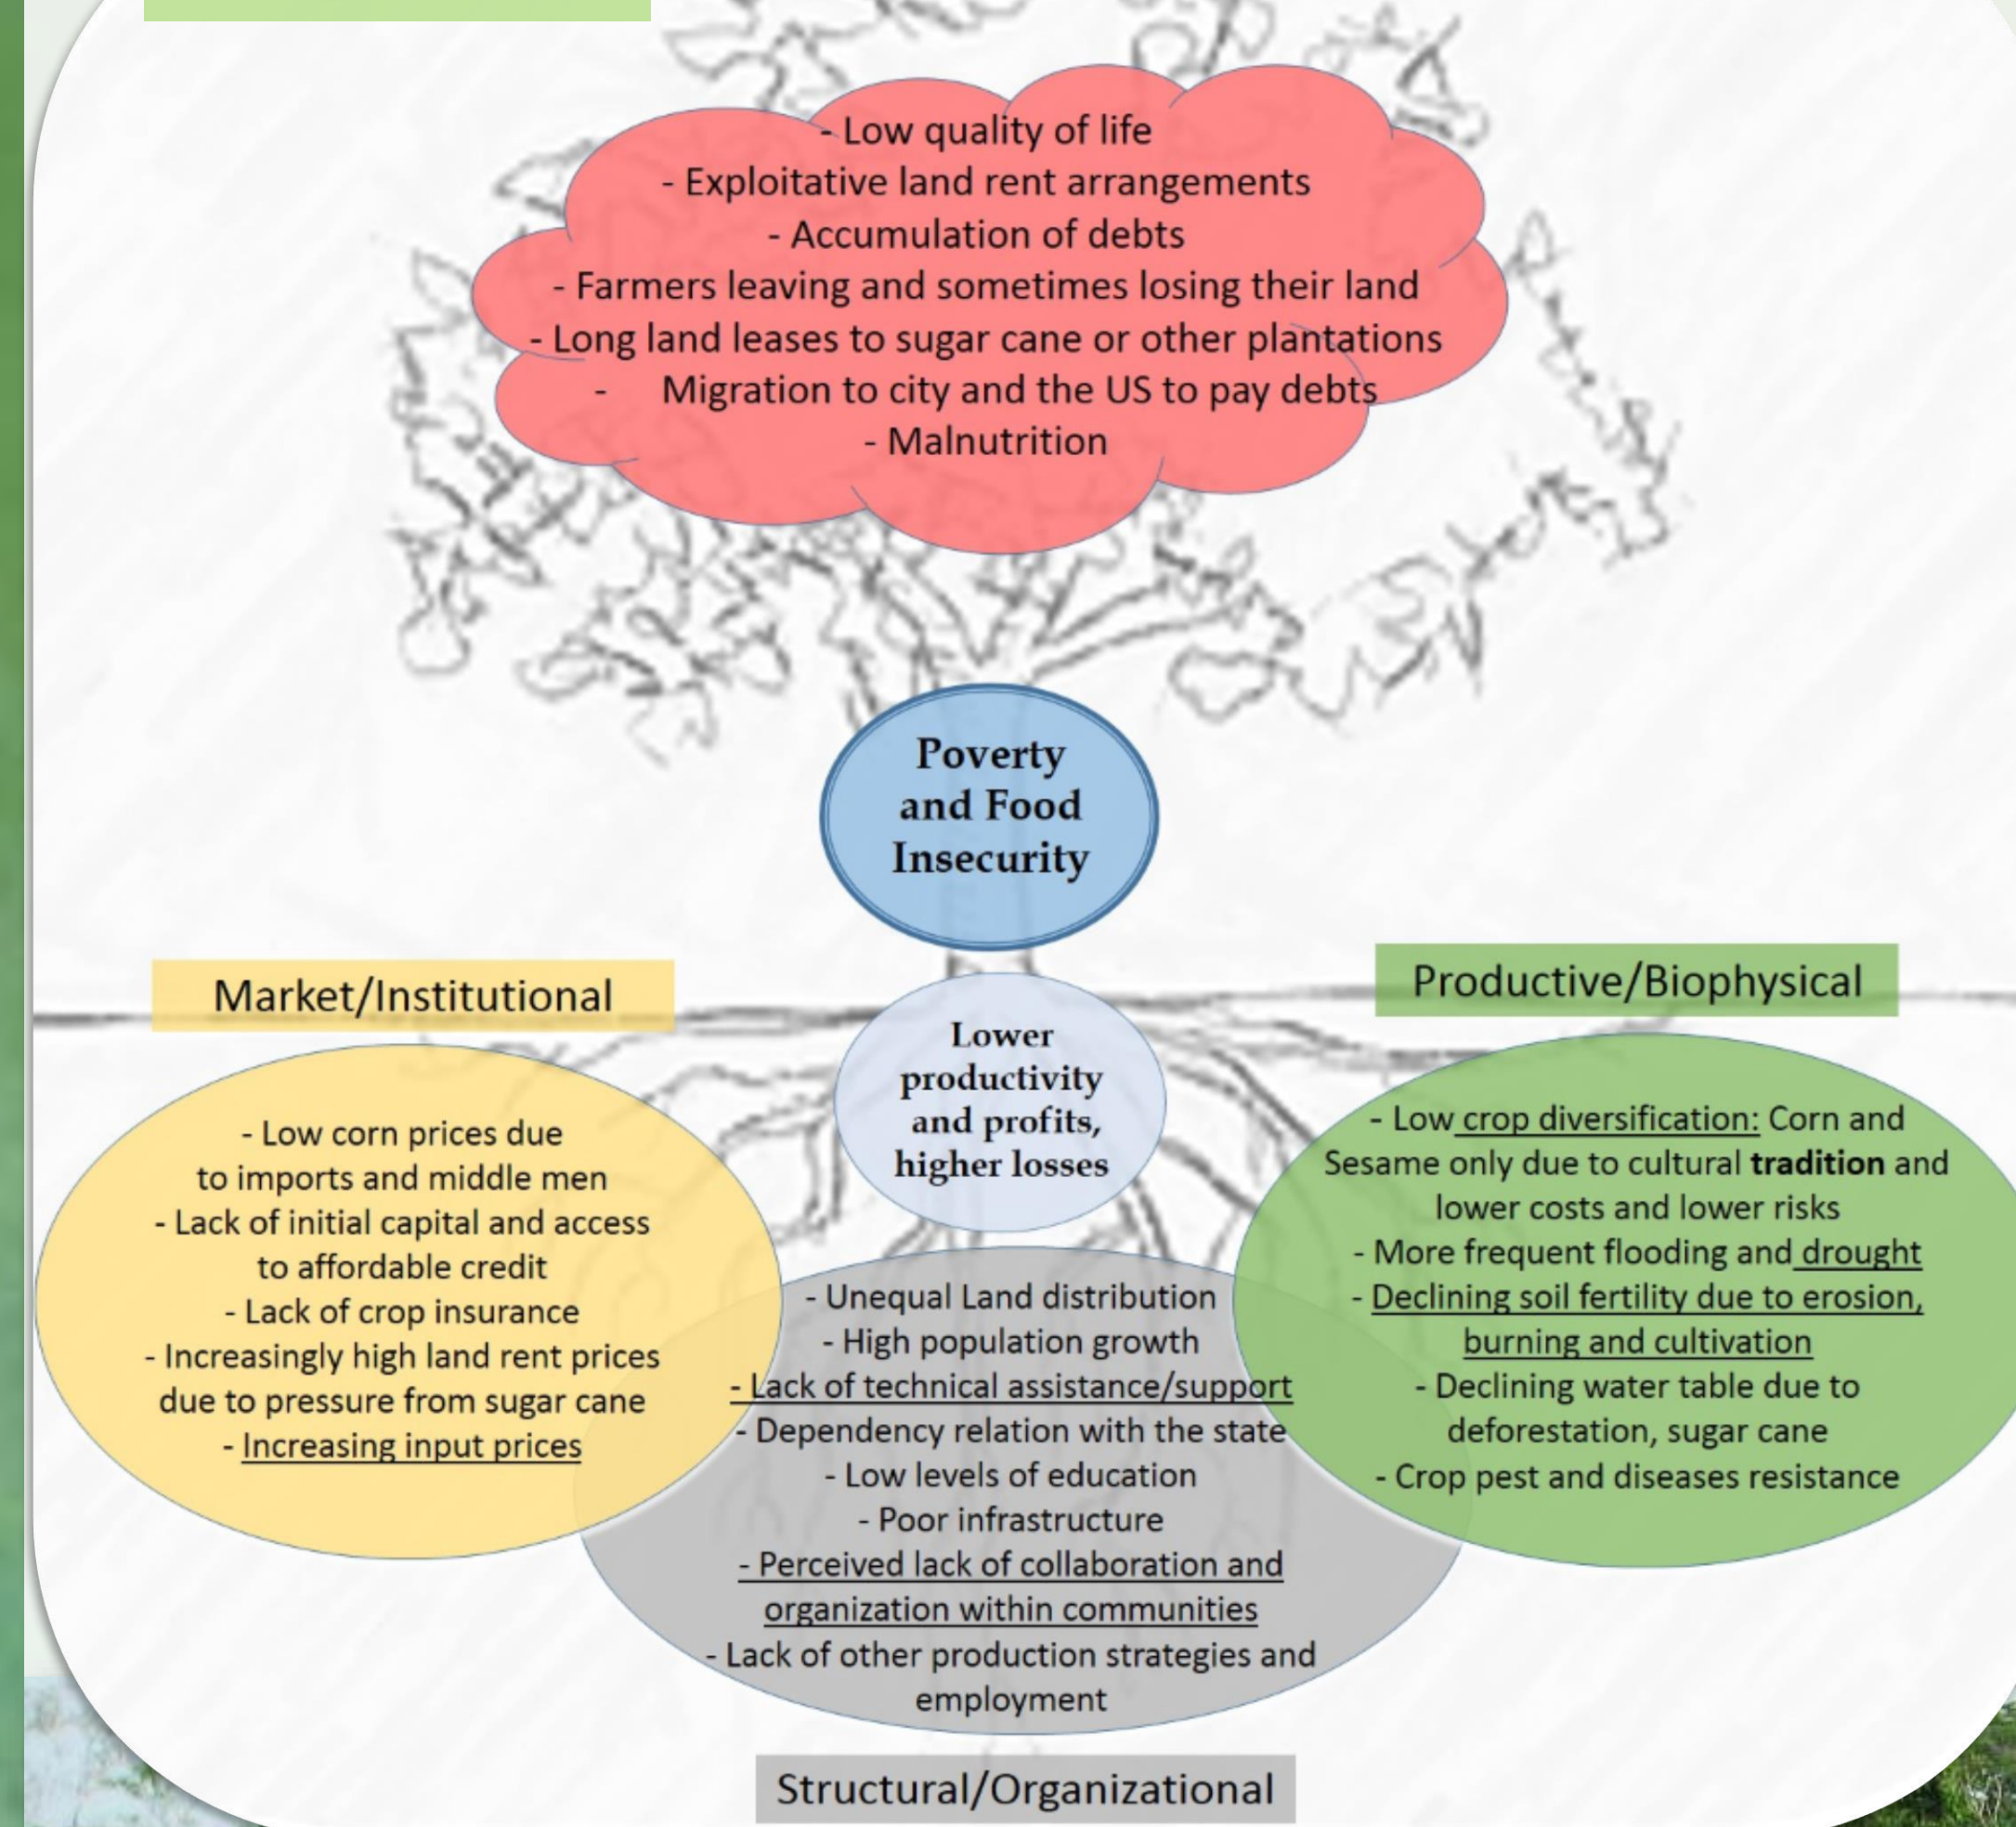 - Low quality of life
- Exploitative land rent arrangements
- Accumulation of debts
- Farmers leaving and sometimes losing their land
- Long land leases to sugar cane or other plantations
- Migration to city and the US to pay debts
- Malnutrition
Poverty
and Food
Insecurity
Market/Institutional
Productive/Biophysical
Lower
productivity
and profits,
higher losses
- Low corn prices due
to imports and middle men
- Lack of initial capital and access
to affordable credit
- Lack of crop insurance
- Increasingly high land rent prices
due to pressure from sugar cane
- Increasing input prices
- Low crop diversification: Corn and
Sesame only due to cultural tradition and
lower costs and lower risks
- More frequent flooding and drought
- Declining soil fertility due to erosion,
burning and cultivation
- Declining water table due to
deforestation, sugar cane
- Crop pest and diseases resistance
- Unequal Land distribution
- High population growth
- Lack of technical assistance/support
- Dependency relation with the state
- Low levels of education
- Poor infrastructure
- Perceived lack of collaboration and
organization within communities
- Lack of other production strategies and
employment
Structural/Organizational